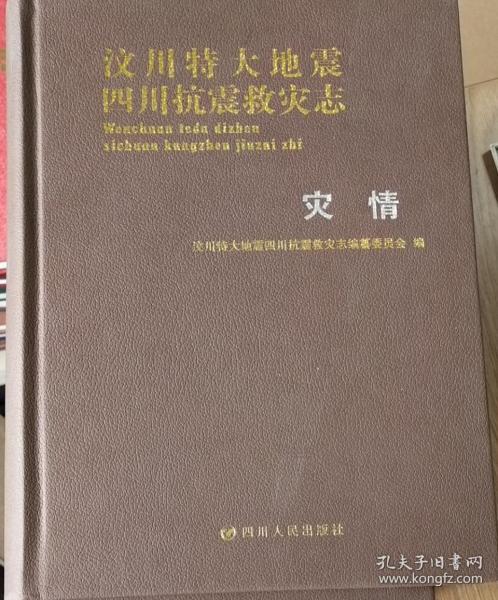 汶川特大地震
四川抗震救灾志
Wenchuan teda dizhen
sichuan kangzhen jiuzai zhi
灾情
汶川特大地震四川抗震救灾志编纂委员会 编
四川人民出版社
孔夫子旧书网
www.kongfz.com